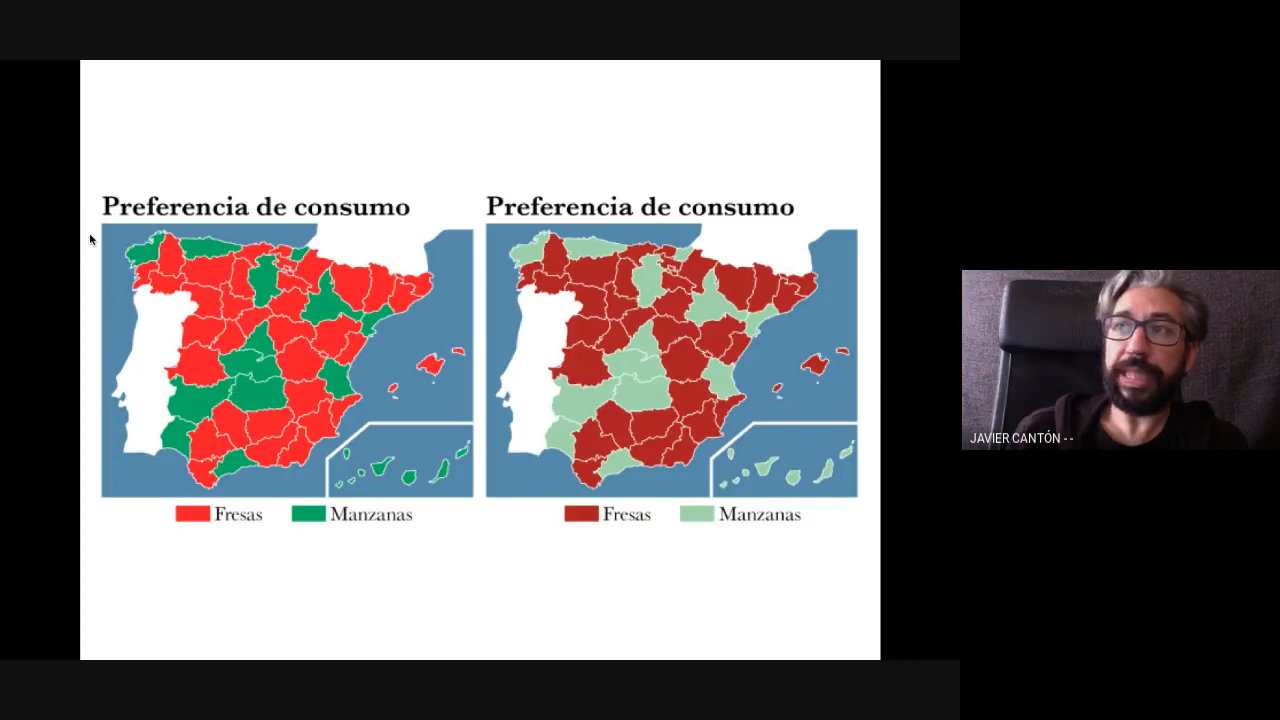 Preferencia de consumo
Fresas Manzanas
Preferencia de consumo
Fresas Manzanas
JAVIER CANTÓN - -